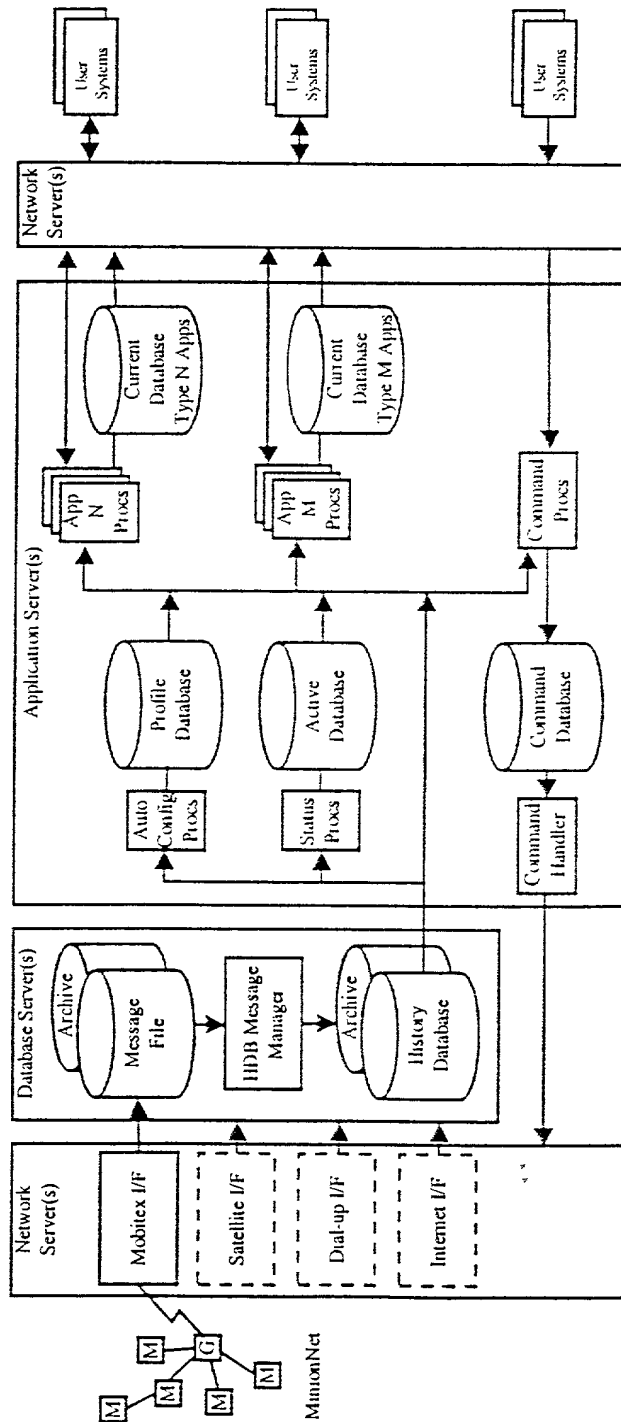 MinionNet
M
M
M
M
M
G
Network
Server(s)
Mobitex I/F
Satellite I/F
Dial-up I/F
Internet I/F
Database Server(s)
Archive
Message
File
HDB Message
Manager
Archive
History
Database
Application Server(s)
Auto
Config
Procs
Profile
Database
App
N
Procs
Current
Database
Type N Apps
Status
Procs
Active
Database
App
M
Procs
Current
Database
Type M Apps
Command
Handler
Command
Database
Command
Procs
Network
Server(s)
User
Systems
User
Systems
User
Systems